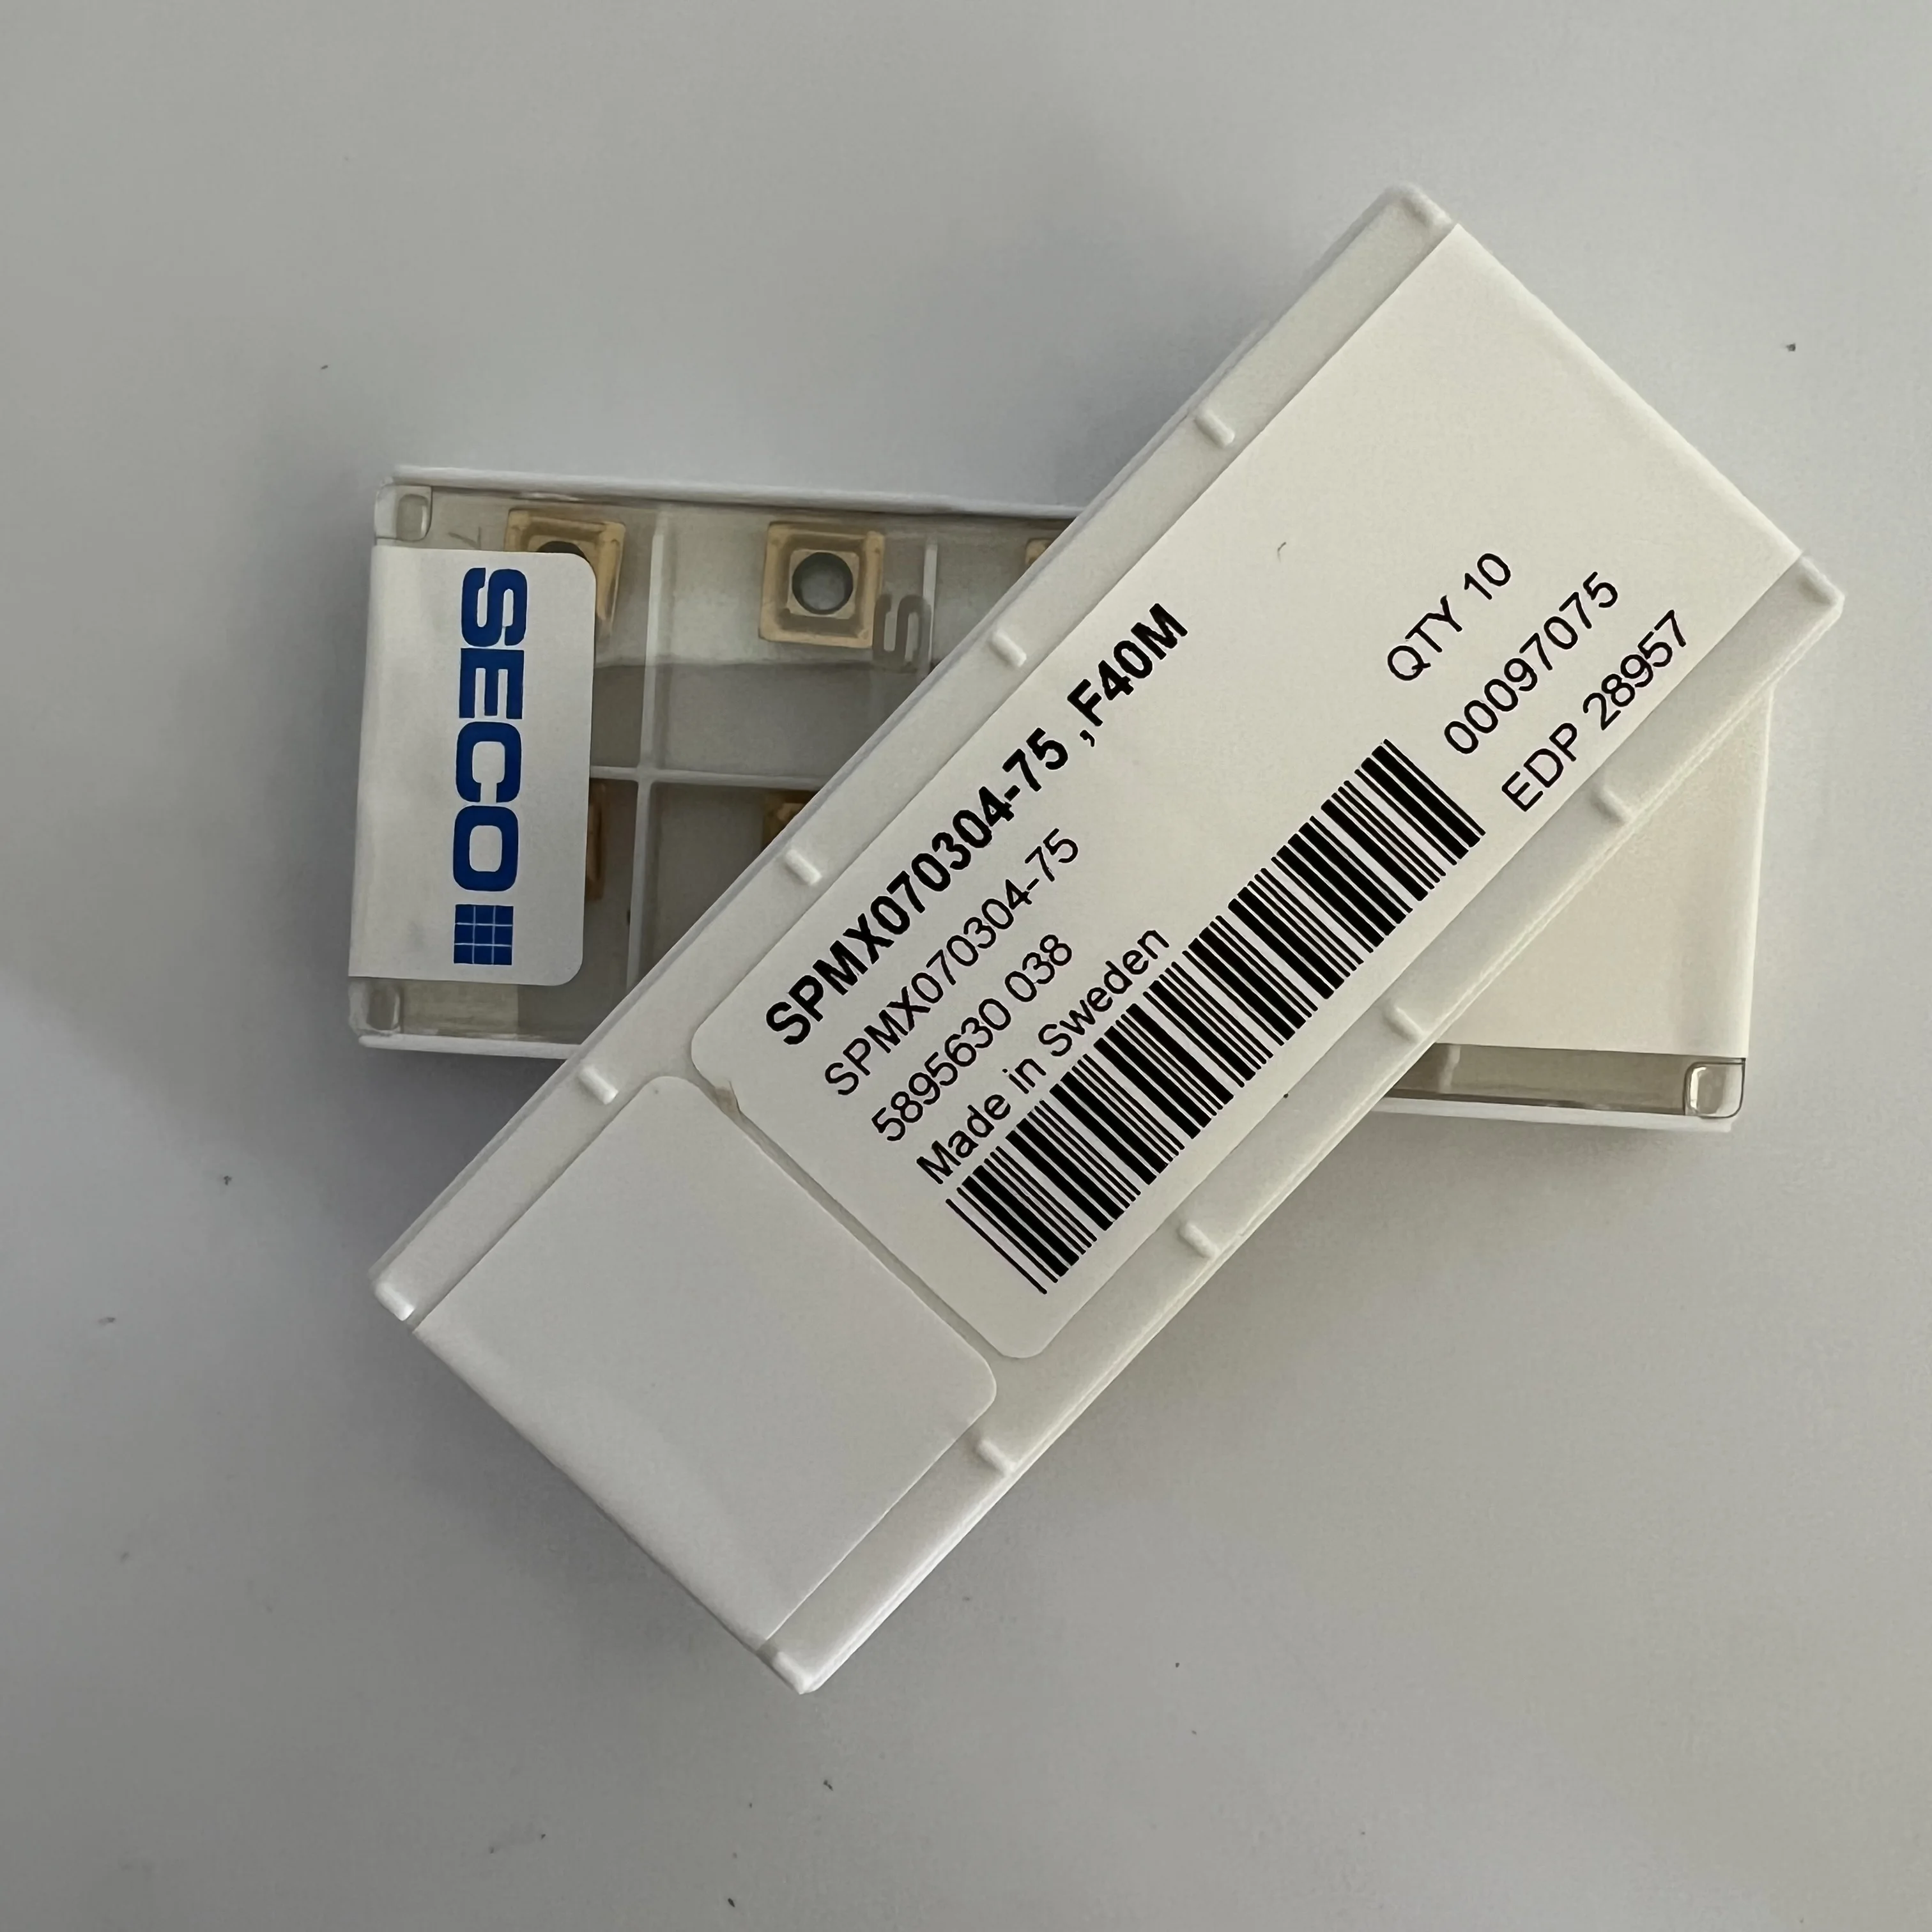 SECO
SPMX070304-75 ,F40M
SPMX070304-75
5895630 038
Made in Sweden
QTY 10
00097075
EDP 28957